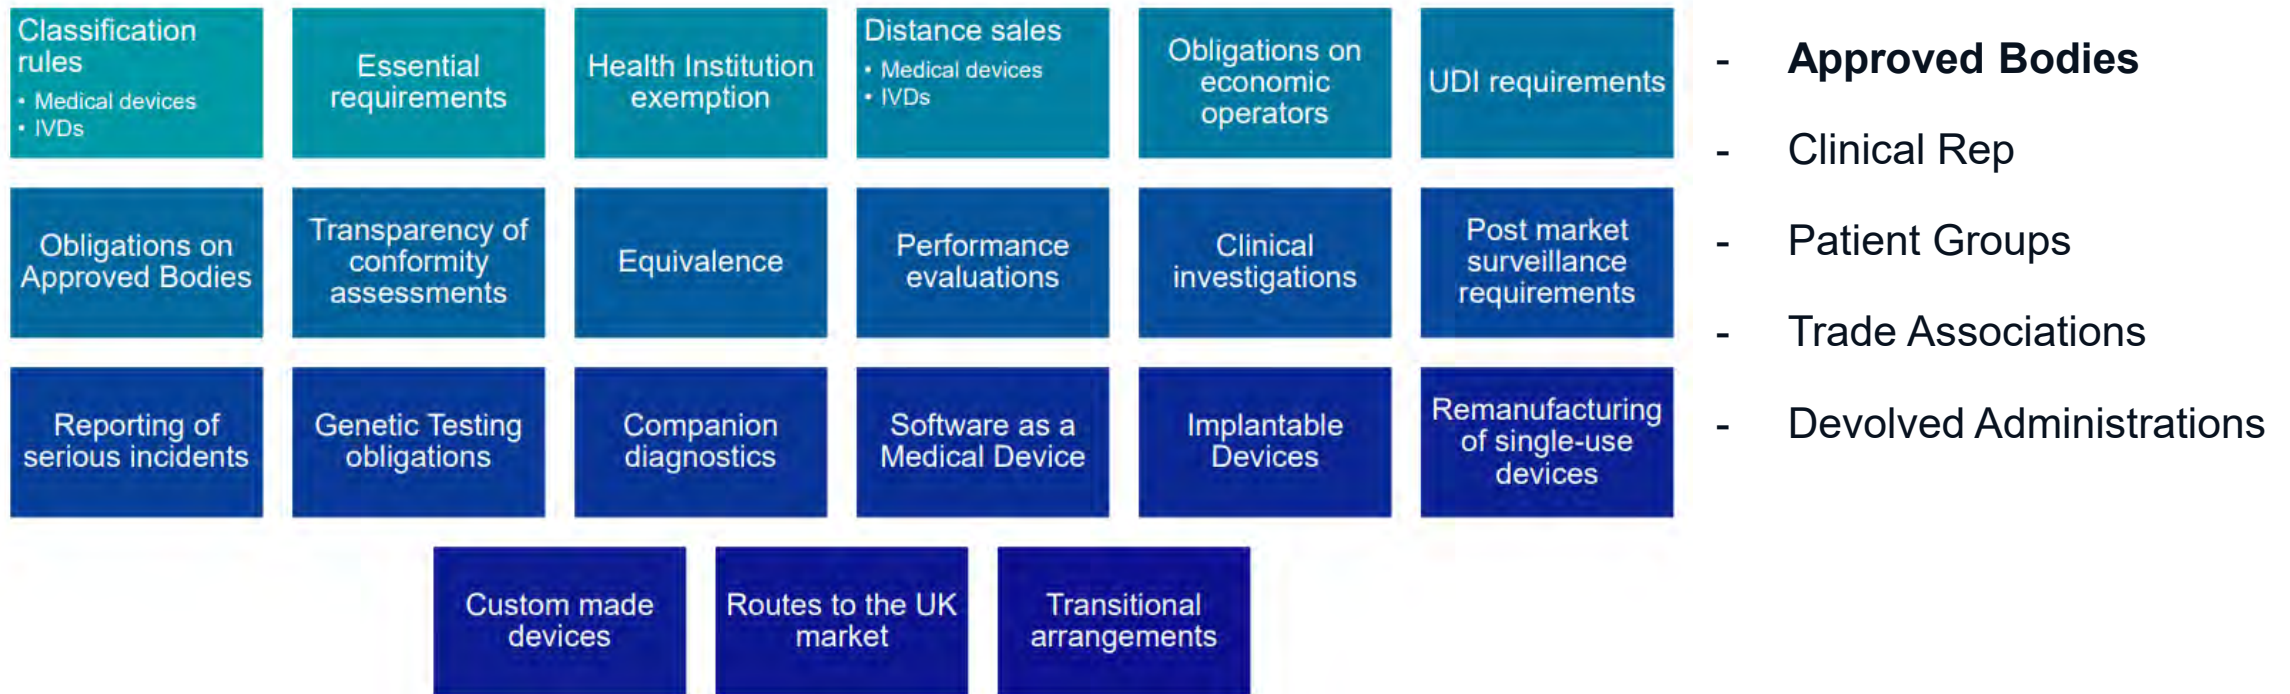 Classification
rules
• Medical devices
• IVDs
Essential
requirements
Health Institution
exemption
Distance sales
• Medical devices
• IVDs
Obligations on
economic
operators
UDI requirements
Obligations on
Approved Bodies
Transparency of
conformity
assessments
Equivalence
Performance
evaluations
Clinical
investigations
Post market
surveillance
requirements
Reporting of
serious incidents
Genetic Testing
obligations
Companion
diagnostics
Software as a
Medical Device
Implantable
Devices
Remanufacturing
of single-use
devices
Custom made
devices
Routes to the UK
market
Transitional
arrangements
- Approved Bodies
- Clinical Rep
- Patient Groups
- Trade Associations
- Devolved Administrations